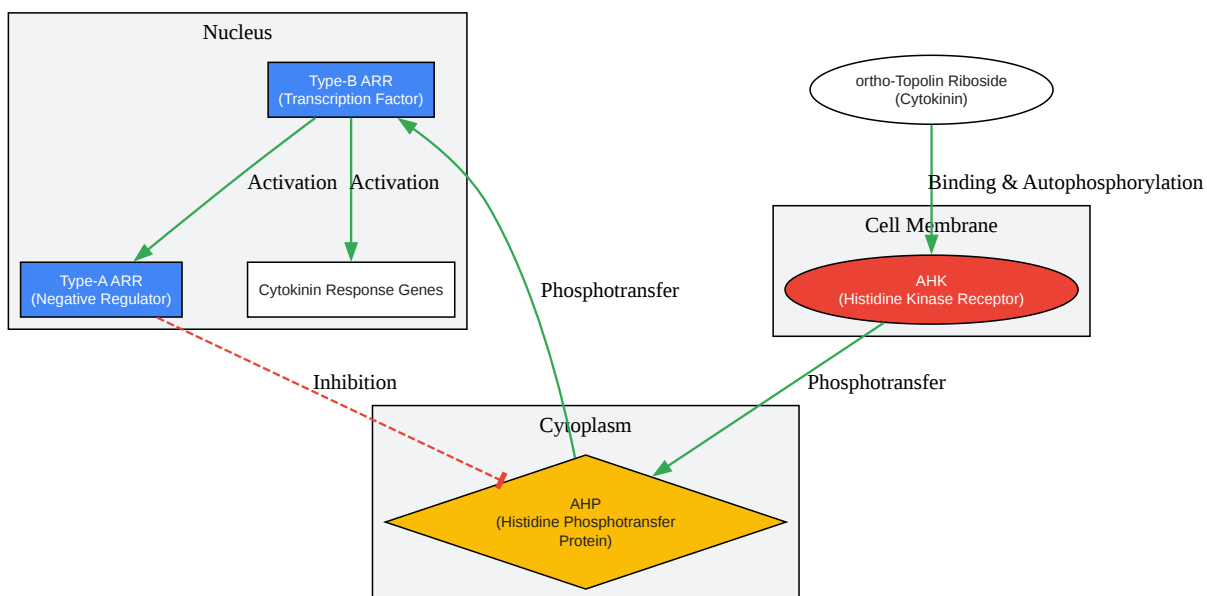 Nucleus
Type-B ARR
(Transcription Factor)
ortho-Topolin Riboside
(Cytokinin)
Activation
Activation
Binding & Autophosphorylation
Cell Membrane
Type-A ARR
(Negative Regulator)
Cytokinin Response Genes
Phosphotransfer
AHK
(Histidine Kinase Receptor)
Inhibition
Phosphotransfer
Cytoplasm
AHP
(Histidine Phosphotransfer
Protein)